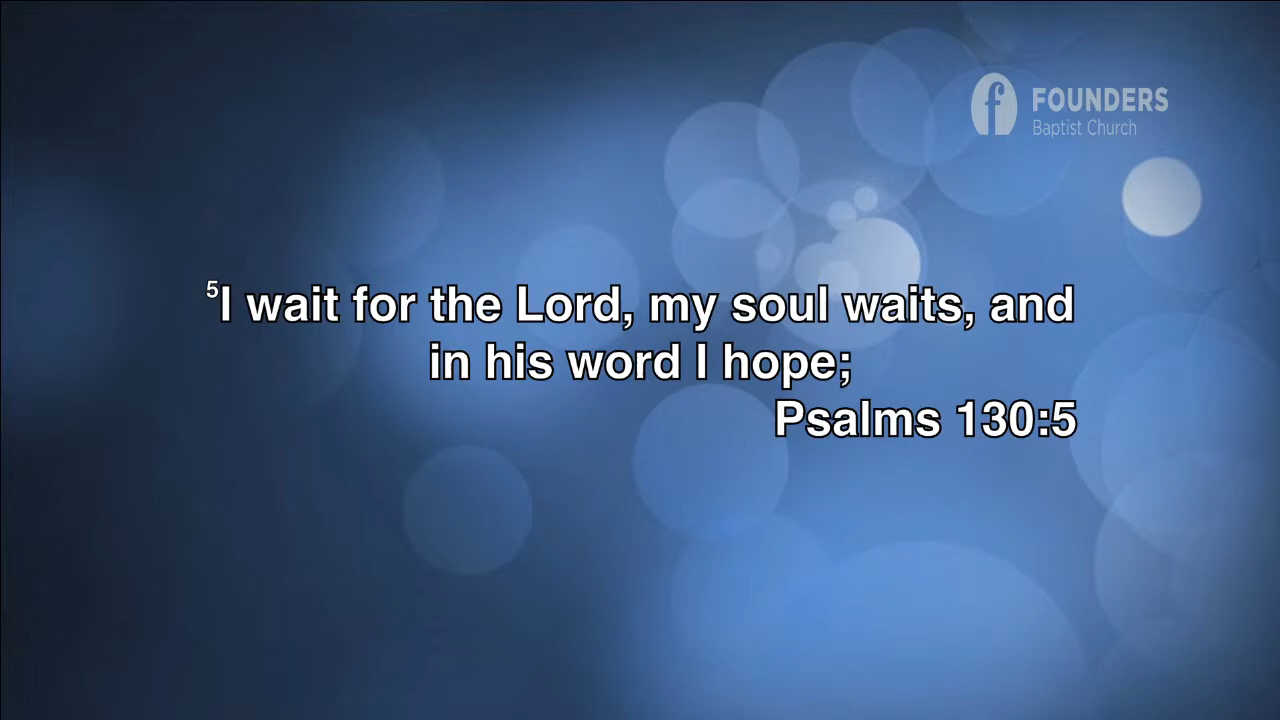 FOUNDERS
Baptist Church
5I wait for the Lord, my soul waits, and
in his word I hope;
Psalms 130:5